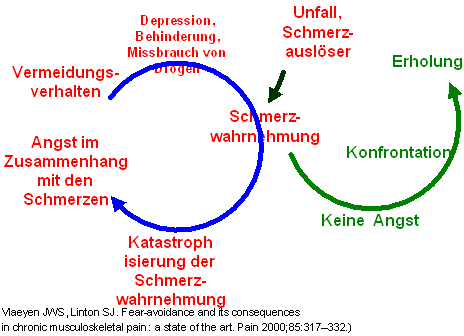 Depression,
Behinderung,
Missbrauch von
Drogen
Unfall,
Schmerz-
auslöser
Vermeidungs-
verhalten
Erholung
Schmerz-
wahrnehmung
Angst im
Zusammenhang
mit den
Schmerzen
Konfrontation
Keine Angst
Katastroph
isierung der
Schmerz-
wahrnehmung
Vlaeyen JWS, Linton SJ. Fear-avoidance and its consequences
in chronic musculoskeletal pain: a state of the art. Pain 2000;85:317–332.)